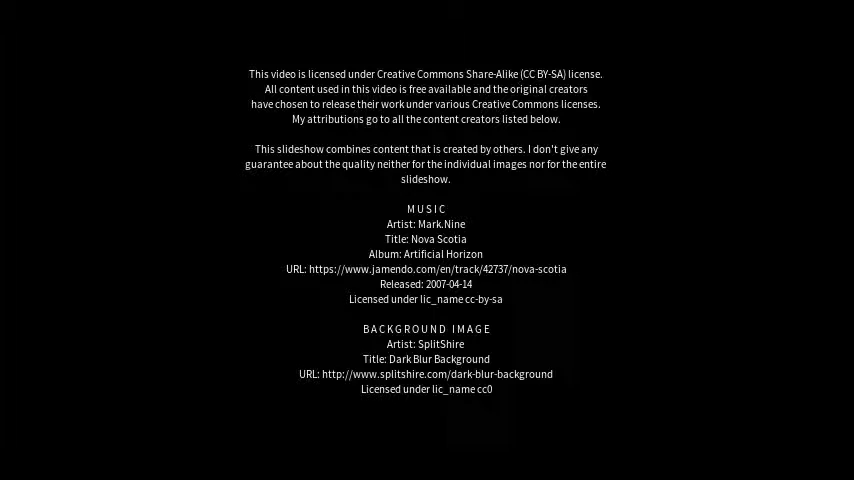 This video is licensed under Creative Commons Share-Alike (CC BY-SA) license.
All content used in this video is free available and the original creators
have chosen to release their work under various Creative Commons licenses.
My attributions go to all the content creators listed below.
This slideshow combines content that is created by others. I don't give any
guarantee about the quality neither for the individual images nor for the entire
slideshow.
MUSIC
Artist: Mark.Nine
Title: Nova Scotia
Album: Artificial Horizon
URL: https://www.jamendo.com/en/track/42737/nova-scotia
Released: 2007-04-14
Licensed under lic_name cc-by-sa
BACKGROUND IMAGE
Artist: SplitShire
Title: Dark Blur Background
URL: http://www.splitshire.com/dark-blur-background
Licensed under lic_name cc0